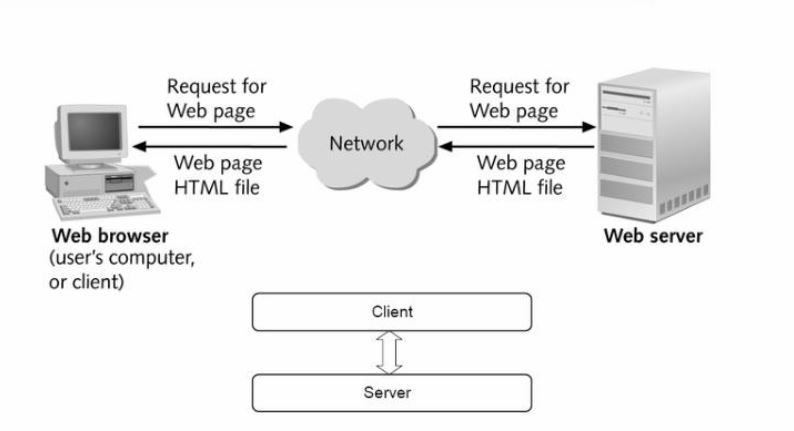 Request for
Web page
Request for
Web page
Network
Web page
HTML file
Web page
HTML file
Web browser
(user's computer,
or client)
Web server
Client
Server